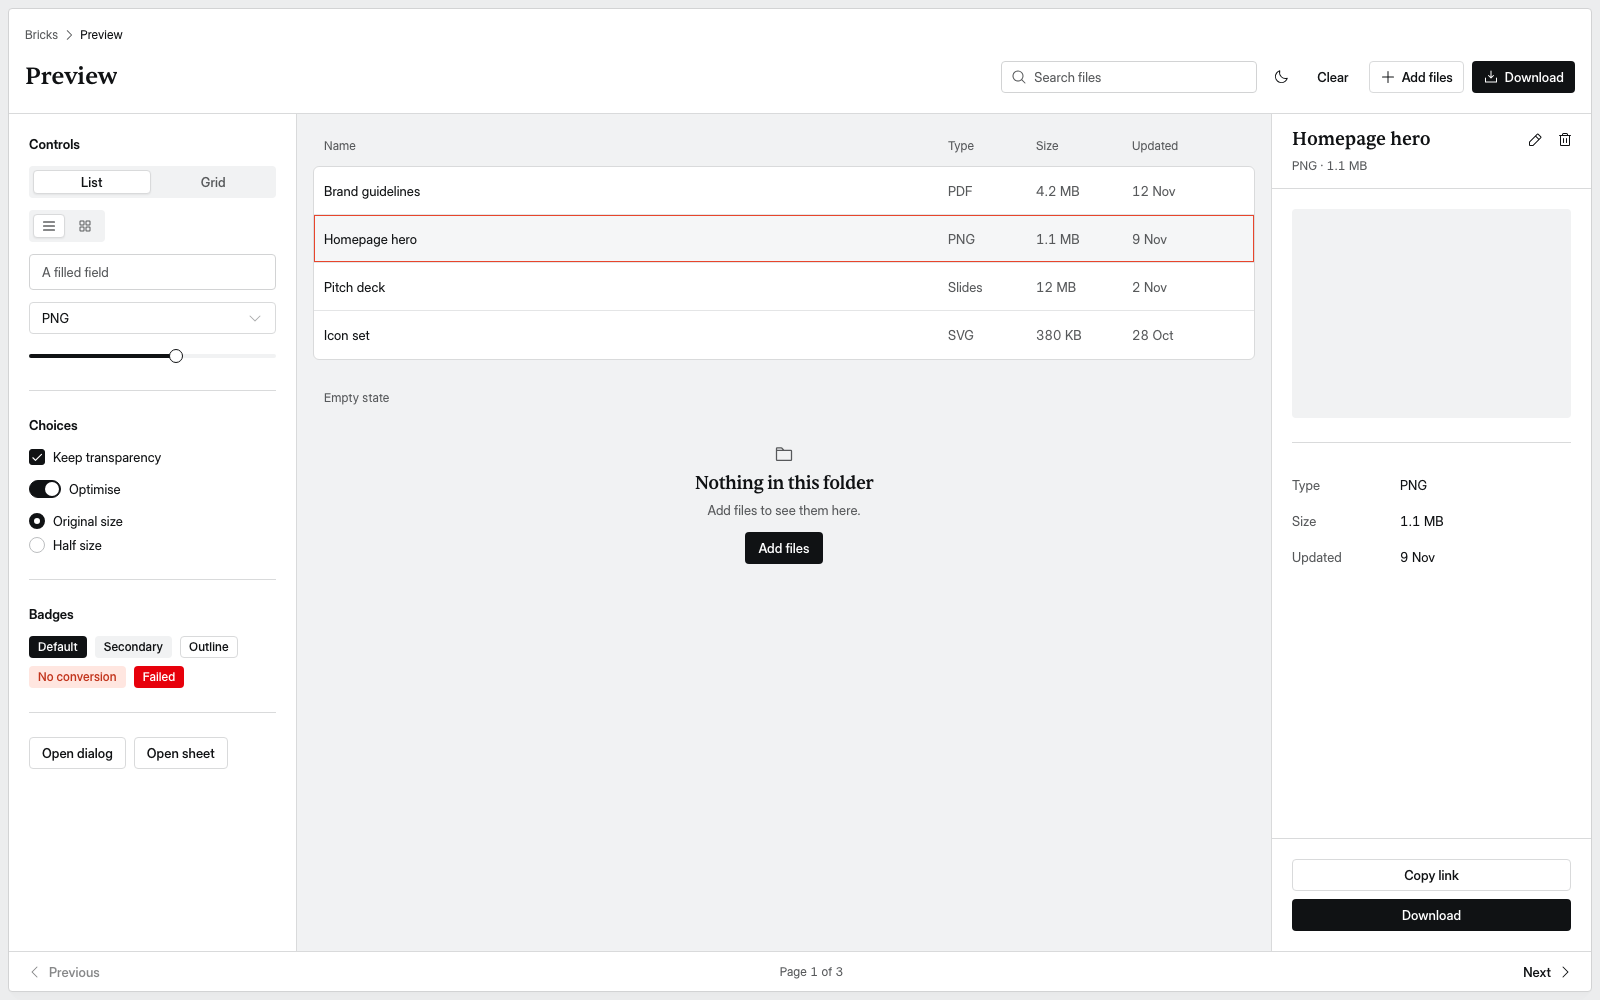 Bricks > Preview
Preview
Search files
Clear
Add files
Download
Controls
List Grid
A filled field
PNG
Choices
Keep transparency
Optimise
Original size
Half size
Badges
Default Secondary Outline
No conversion Failed
Open dialog Open sheet
Name Type Size Updated
Brand guidelines PDF 4.2 MB 12 Nov
Homepage hero PNG 1.1 MB 9 Nov
Pitch deck Slides 12 MB 2 Nov
Icon set SVG 380 KB 28 Oct
Empty state
Nothing in this folder
Add files to see them here.
Add files
Homepage hero
PNG · 1.1 MB
Type PNG
Size 1.1 MB
Updated 9 Nov
Copy link
Download
Previous
Page 1 of 3
Next